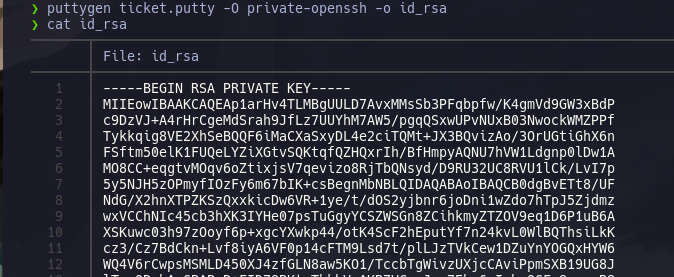 ❯ puttygen ticket.putty -O private-openssh -o id_rsa
❯ cat id_rsa
File: id_rsa
1 -----BEGIN RSA PRIVATE KEY-----
2 MIIEowIBAAKCAQEAp1arHv4TLMBgUULD7AvxMMsSb3PFqbpfw/K4gmVd9GW3xBdP
3 c9DzVJ+A4rHrCgeMdSrah9JfLz7UUYhM7AW5/pgqQSxwUPvNUxB03NwockWMZPPf
4 Tykkqig8VE2XhSeBQQF6iMaCXaSxyDL4e2ciTQMt+JX3BQvizAo/3OrUGtiGhX6n
5 FSftm50elK1FUQeLYZiXGtvSQKtqfQZHQxrIh/BfHmpyAQNU7hVW1Ldgnp0lDw1A
6 MO8CC+eqgtvMOqv6oZtixjsV7qevizo8RjTbQNsyd/D9RU32UC8RVU1lCk/LvI7p
7 5y5NJH5zOPmyfIOzFy6m67bIK+csBegnMbNBLQIDAQABAoIBAQCB0dgBvETt8/UF
8 NdG/X2hnXTPZKSzQxxkicDw6VR+1ye/t/dOS2yjbnr6joDni1wZdo7hTpJ5Zjdmz
9 wxVCChNIc45cb3hXK3IYHe07psTuGgyYCSZWSGn8ZCihkmyZTZOV9eq1D6P1uB6A
10 XSKuwc03h97zOoyf6p+xgcYXwkp44/otK4ScF2hEputYf7n24kvL0WlBQThsiLkK
11 cz3/Cz7BdCkn+Lvf8iyA6VF0p14cFTM9Lsd7t/plLJzTVkCew1DZuYnYOGQxHYW6
12 WQ4V6rCwpsMSMLD450XJ4zfGLN8aw5KO1/TccbTgWivzUXjcCAviPpmSXB19UG8J